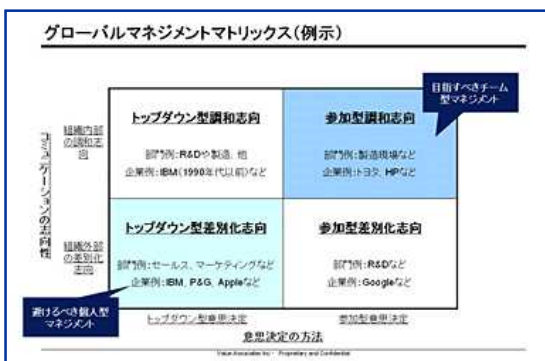 グローバルマネジメントマトリックス(例示)
目指すべきチーム
型マネジメント
コミュニケーションの志向性
組織内部
の調和志
向
トップダウン型調和志向
部門例:R&Dや製造、他
企業例:IBM(1990年代以前)など
参加型調和志向
部門例:製造現場など
企業例:トヨタ、HPなど
組織外部
の差別化
志向
トップダウン型差別化志向
部門例:セールス、マーケティングなど
企業例:IBM, P&G, Appleなど
参加型差別化志向
部門例:R&Dなど
企業例:Googleなど
避けるべき個人型
マネジメント
トップダウン型意思決定
参加型意思決定
意思決定の方法
Value Associates Inc - Proprietary and Confidential